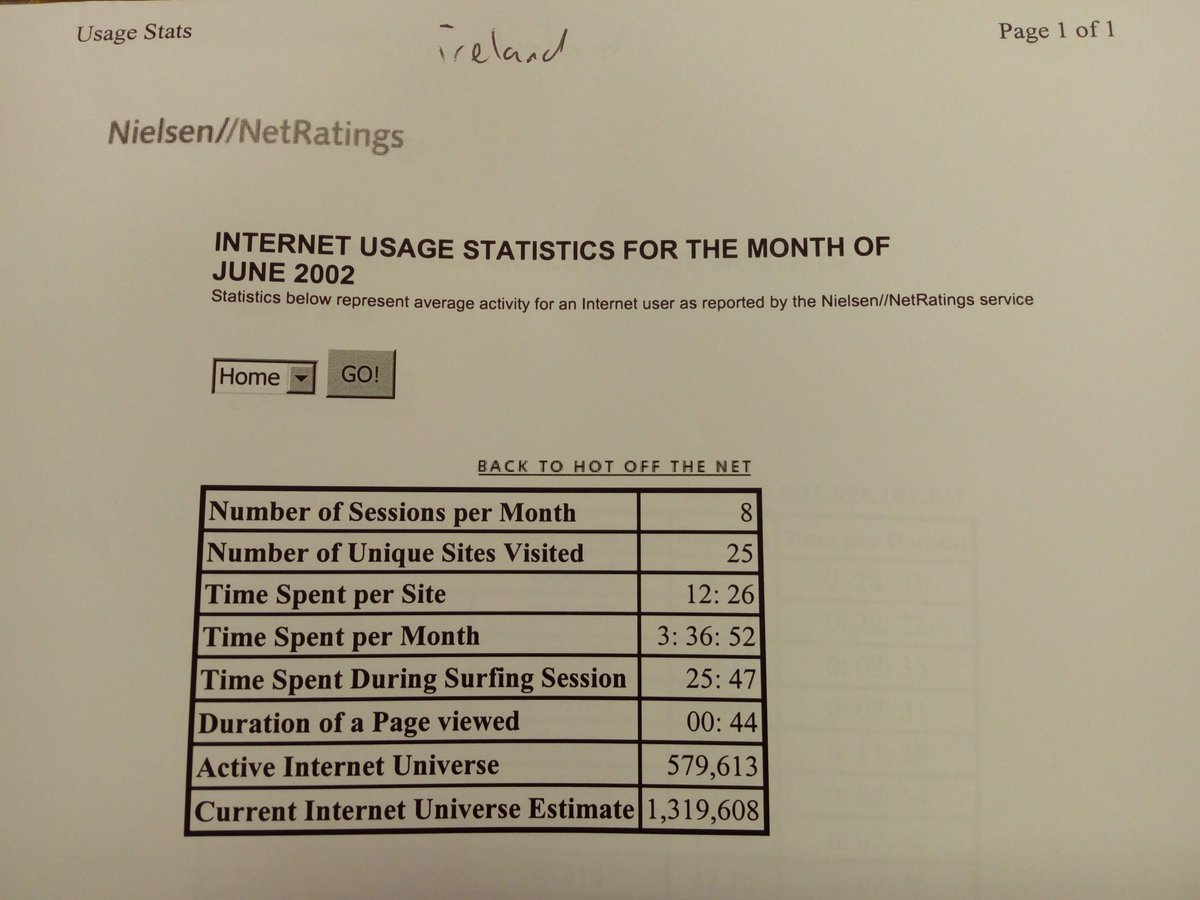 Usage Stats
Ireland
Page 1 of 1
Nielsen//NetRatings
INTERNET USAGE STATISTICS FOR THE MONTH OF
JUNE 2002
Statistics below represent average activity for an Internet user as reported by the Nielsen//NetRatings service
Home GO!
BACK TO HOT OFF THE NET
Number of Sessions per Month 8
Number of Unique Sites Visited 25
Time Spent per Site 12: 26
Time Spent per Month 3: 36: 52
Time Spent During Surfing Session 25: 47
Duration of a Page viewed 00: 44
Active Internet Universe 579,613
Current Internet Universe Estimate 1,319,608